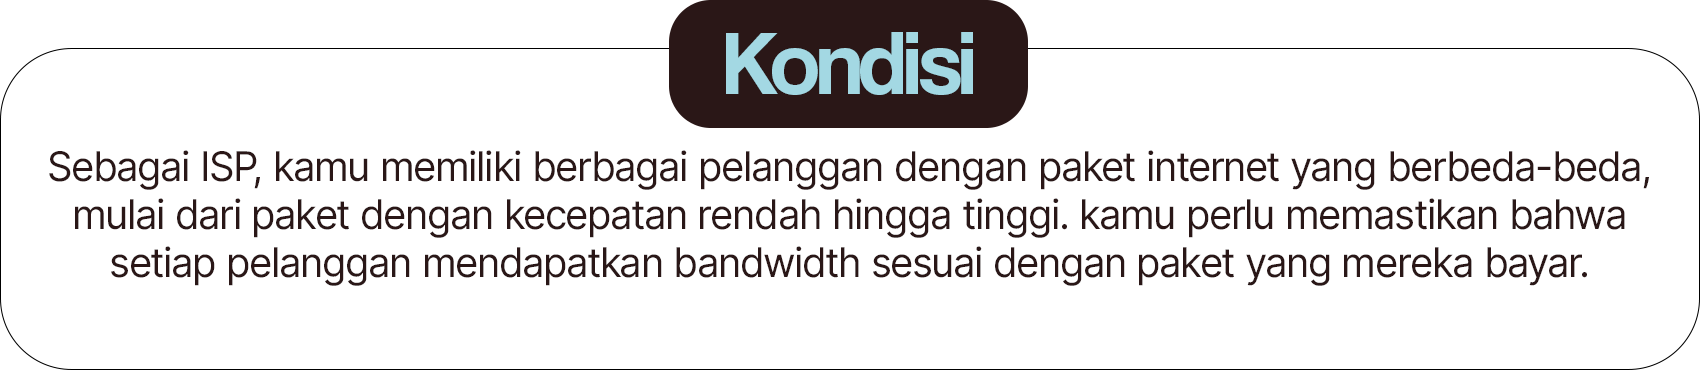 Kondisi
Sebagai ISP, kamu memiliki berbagai pelanggan dengan paket internet yang berbeda-beda,
mulai dari paket dengan kecepatan rendah hingga tinggi. kamu perlu memastikan bahwa
setiap pelanggan mendapatkan bandwidth sesuai dengan paket yang mereka bayar.